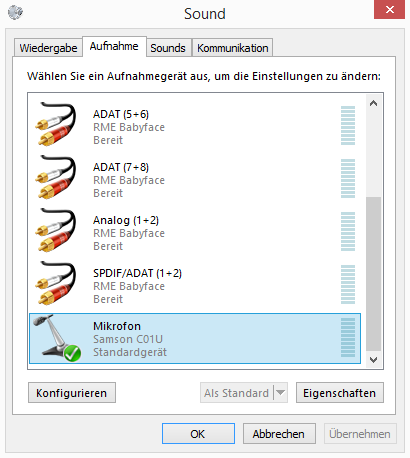 Sound
Wiedergabe Aufnahme Sounds Kommunikation
Wählen Sie ein Aufnahmegerät aus, um die Einstellungen zu ändern:
ADAT (5+6)
RME Babyface
Bereit
ADAT (7+8)
RME Babyface
Bereit
Analog (1+2)
RME Babyface
Bereit
SPDIF/ADAT (1+2)
RME Babyface
Bereit
Mikrofon
Samson C01U
Standardgerät
Konfigurieren Als Standard Eigenschaften
OK Abbrechen Übernehmen